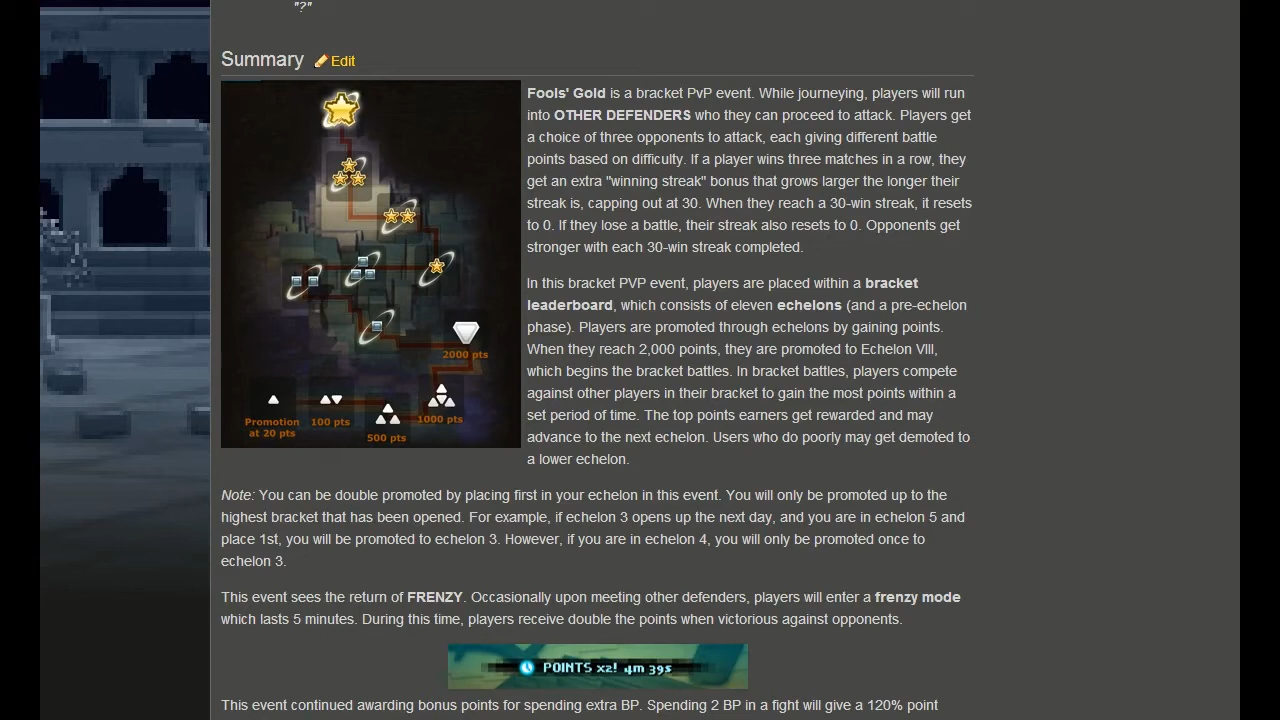 "?"
Summary Edit
Fools' Gold is a bracket PvP event. While journeying, players will run
into OTHER DEFENDERS who they can proceed to attack. Players get
a choice of three opponents to attack, each giving different battle
points based on difficulty. If a player wins three matches in a row, they
get an extra "winning streak" bonus that grows larger the longer their
streak is, capping out at 30. When they reach a 30-win streak, it resets
to 0. If they lose a battle, their streak also resets to 0. Opponents get
stronger with each 30-win streak completed.
In this bracket PVP event, players are placed within a bracket
leaderboard, which consists of eleven echelons (and a pre-echelon
phase). Players are promoted through echelons by gaining points.
When they reach 2,000 points, they are promoted to Echelon VIII,
which begins the bracket battles. In bracket battles, players compete
against other players in their bracket to gain the most points within a
set period of time. The top points earners get rewarded and may
advance to the next echelon. Users who do poorly may get demoted to
a lower echelon.
2000 pts
Promotion
at 20 pts
100 pts
500 pts
1000 pts
Note: You can be double promoted by placing first in your echelon in this event. You will only be promoted up to the
highest bracket that has been opened. For example, if echelon 3 opens up the next day, and you are in echelon 5 and
place 1st, you will be promoted to echelon 3. However, if you are in echelon 4, you will only be promoted once to
echelon 3.
This event sees the return of FRENZY. Occasionally upon meeting other defenders, players will enter a frenzy mode
which lasts 5 minutes. During this time, players receive double the points when victorious against opponents.
POINTS x2! 4m 39s
This event continued awarding bonus points for spending extra BP. Spending 2 BP in a fight will give a 120% point